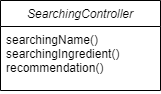 SearchingController
searchingName()
searchingIngredient()
recommendation()